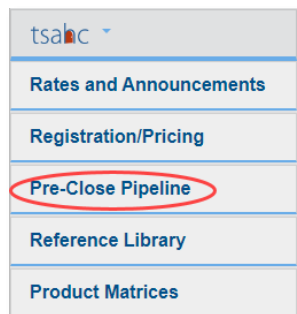 tsahc
Rates and Announcements
Registration/Pricing
Pre-Close Pipeline
Reference Library
Product Matrices